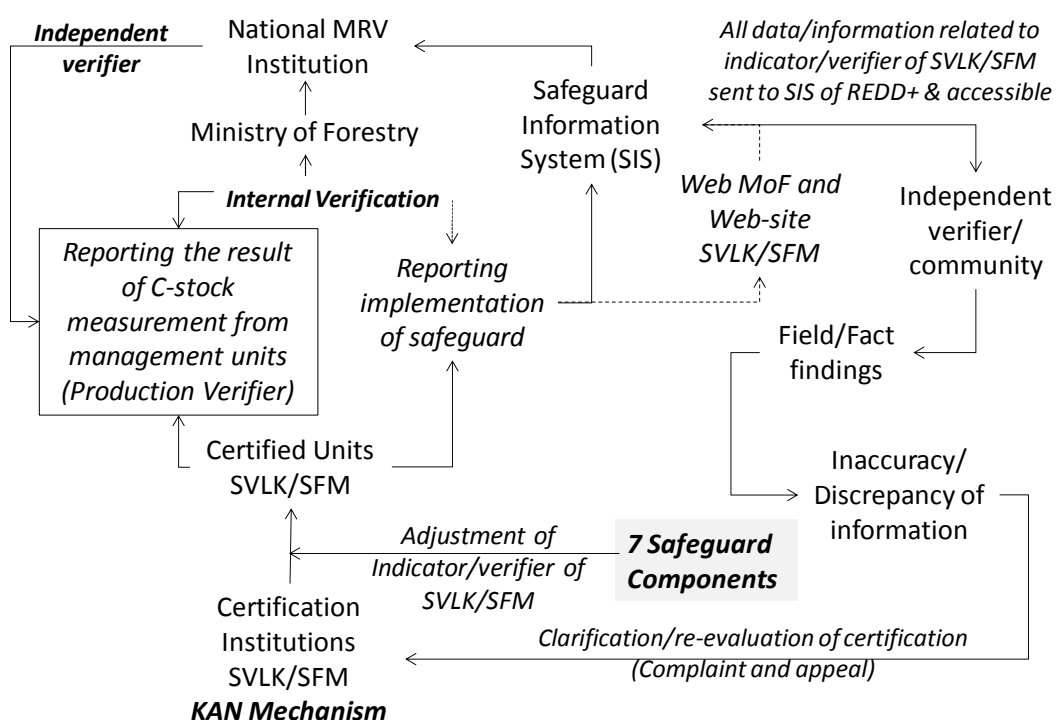 Independent
verifier
National MRV
Institution
All data/information related to
indicator/verifier of SVLK/SFM
sent to SIS of REDD+ & accessible
Safeguard
Information
System (SIS)
Ministry of Forestry
Internal Verification
Web MoF and
Web-site
SVLK/SFM
Independent
verifier/
community
Reporting the result
of C-stock
measurement from
management units
(Production Verifier)
Reporting
implementation
of safeguard
Field/Fact
findings
Certified Units
SVLK/SFM
Inaccuracy/
Discrepancy of
information
Adjustment of
Indicator/verifier of
SVLK/SFM
7 Safeguard
Components
Certification
Institutions
SVLK/SFM
KAN Mechanism
Clarification/re-evaluation of certification
(Complaint and appeal)